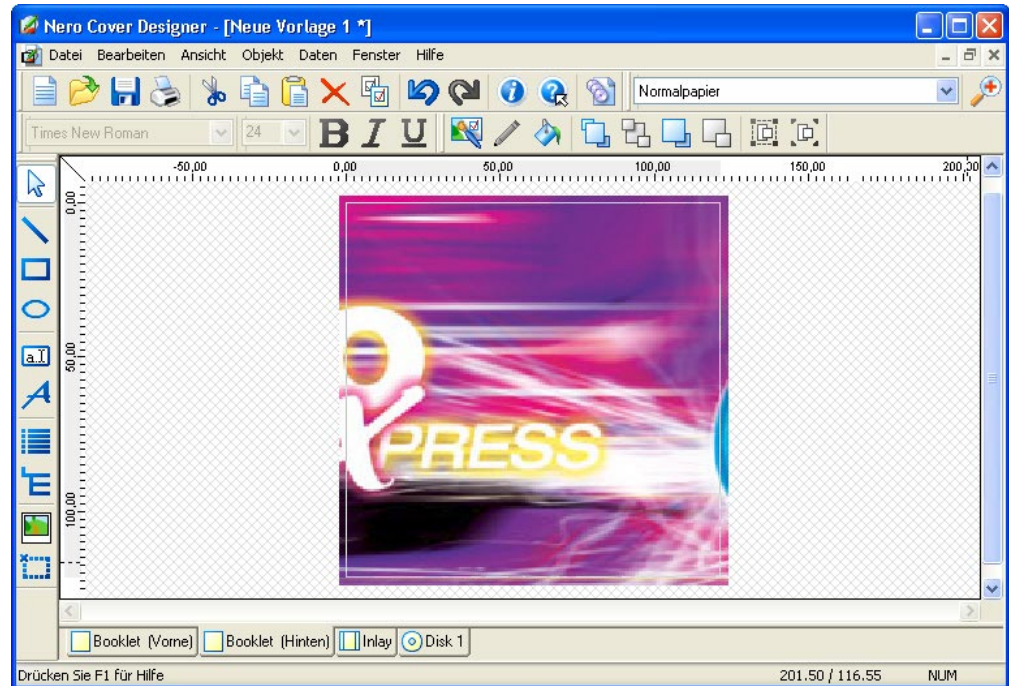 Nero Cover Designer - [Neue Vorlage 1 *]
Datei Bearbeiten Ansicht Objekt Daten Fenster Hilfe
Normalpapier
Times New Roman 24 B I U
-50,00 0,00 50,00 100,00 150,00 200,00
0,00
50,00
100,00
a.I
A
E
O
XPRESS
Booklet (Vorne) Booklet (Hinten) Inlay Disk 1
Drücken Sie F1 für Hilfe 201.50 / 116.55 NUM